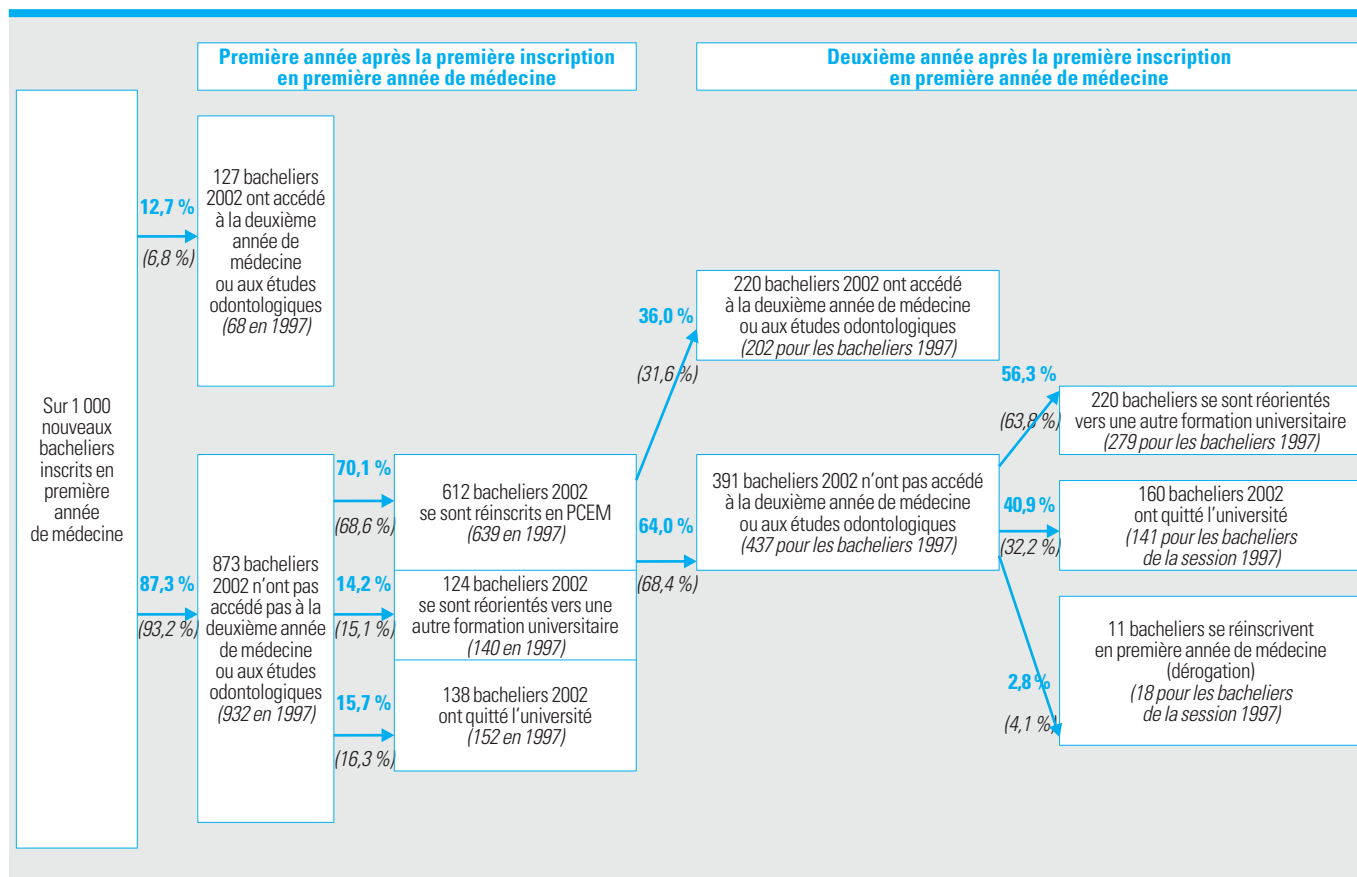 Première année après la première inscription
en première année de médecine
Deuxième année après la première inscription
en première année de médecine
Sur 1 000
nouveaux
bacheliers
inscrits en
première
année
de médecine
12,7 %
(6,8 %)
127 bacheliers
2002 ont accédé
à la deuxième
année de
médecine
ou aux études
odontologiques
(68 en 1997)
87,3 %
(93,2 %)
873 bacheliers
2002 n'ont pas
accédé pas à la
deuxième année
de médecine
ou aux études
odontologiques
(932 en 1997)
70,1 %
(68,6 %)
612 bacheliers 2002
se sont réinscrits en PCEM
(639 en 1997)
14,2 %
(15,1 %)
124 bacheliers 2002
se sont réorientés vers une
autre formation universitaire
(140 en 1997)
15,7 %
(16,3 %)
138 bacheliers 2002
ont quitté l'université
(152 en 1997)
36,0 %
(31,6 %)
220 bacheliers 2002 ont accédé
à la deuxième année de médecine
ou aux études odontologiques
(202 pour les bacheliers 1997)
64,0 %
(68,4 %)
391 bacheliers 2002 n'ont pas accédé
à la deuxième année de médecine
ou aux études odontologiques
(437 pour les bacheliers 1997)
56,3 %
(63,8 %)
220 bacheliers se sont réorientés
vers une autre formation universitaire
(279 pour les bacheliers 1997)
40,9 %
(32,2 %)
160 bacheliers 2002
ont quitté l'université
(141 pour les bacheliers
de la session 1997)
2,8 %
(4,1 %)
11 bacheliers se réinscrivent
en première année de médecine
(dérogation)
(18 pour les bacheliers
de la session 1997)